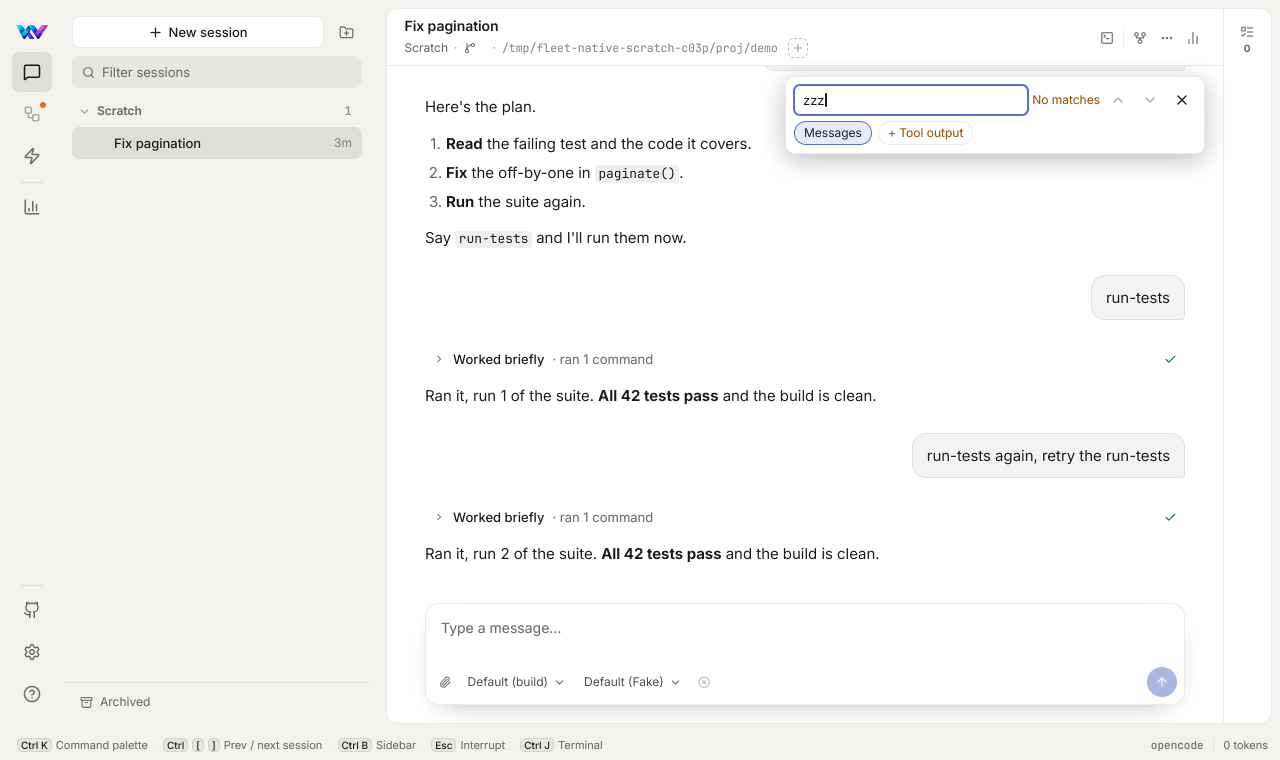 New session
Filter sessions
Scratch 1
Fix pagination 3m
Archived
Fix pagination
Scratch · · /tmp/fleet-native-scratch-c03p/proj/demo
0
zzz No matches
Messages + Tool output
Here's the plan.
1. Read the failing test and the code it covers.
2. Fix the off-by-one in paginate().
3. Run the suite again.
Say run-tests and I'll run them now.
run-tests
Worked briefly · ran 1 command
Ran it, run 1 of the suite. All 42 tests pass and the build is clean.
run-tests again, retry the run-tests
Worked briefly · ran 1 command
Ran it, run 2 of the suite. All 42 tests pass and the build is clean.
Type a message...
Default (build) Default (Fake)
Ctrl K Command palette · Ctrl [ ] Prev / next session · Ctrl B Sidebar · Esc Interrupt · Ctrl J Terminal
opencode 0 tokens